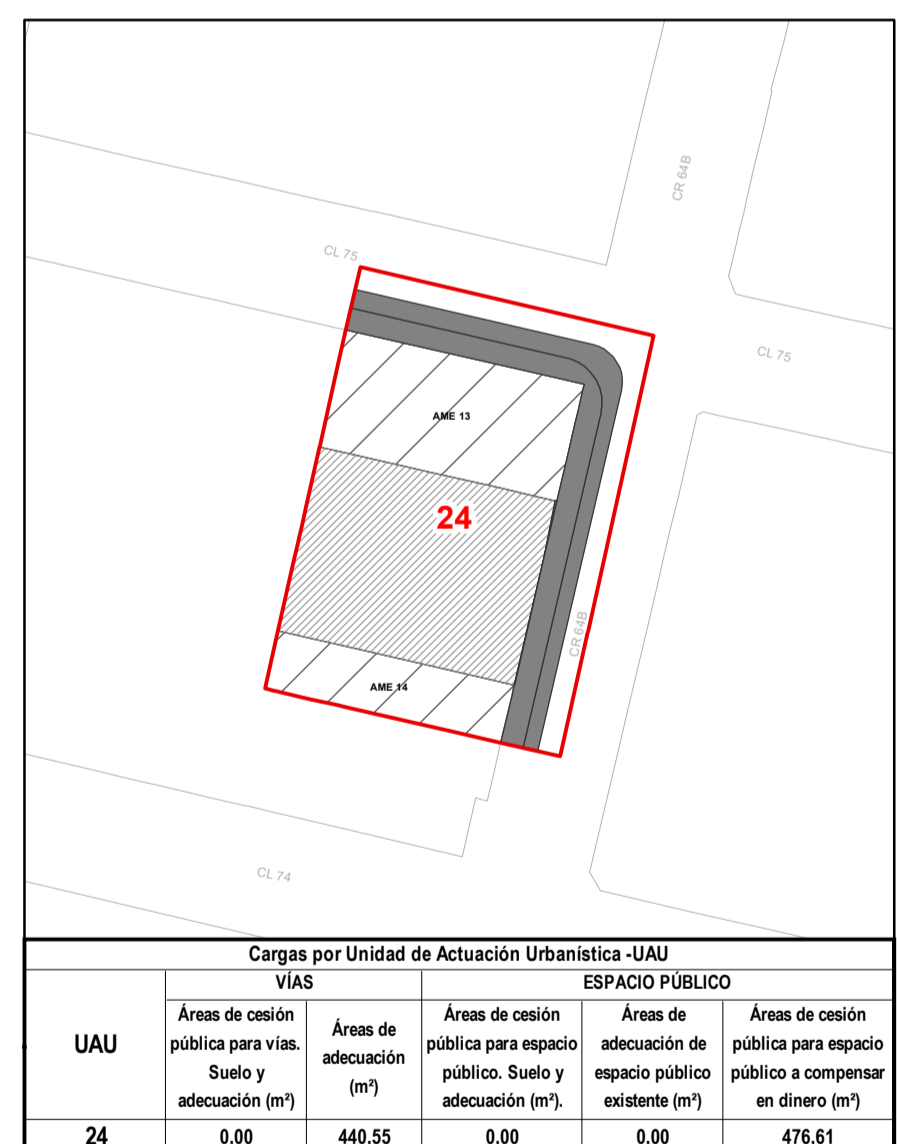 CR 64B
CL 75
CL 75
AME 13
24
CR 64B
AME 14
CL 74
Cargas por Unidad de Actuación Urbanística -UAU
VÍAS
ESPACIO PÚBLICO
UAU
Áreas de cesión
pública para vías.
Suelo y
adecuación (m²)
Áreas de
adecuación
(m²)
Áreas de cesión
pública para espacio
público. Suelo y
adecuación (m²).
Áreas de
adecuación de
espacio público
existente (m²)
Áreas de cesión
pública para espacio
público a compensar
en dinero (m²)
24 0.00 440.55 0.00 0.00 476.61